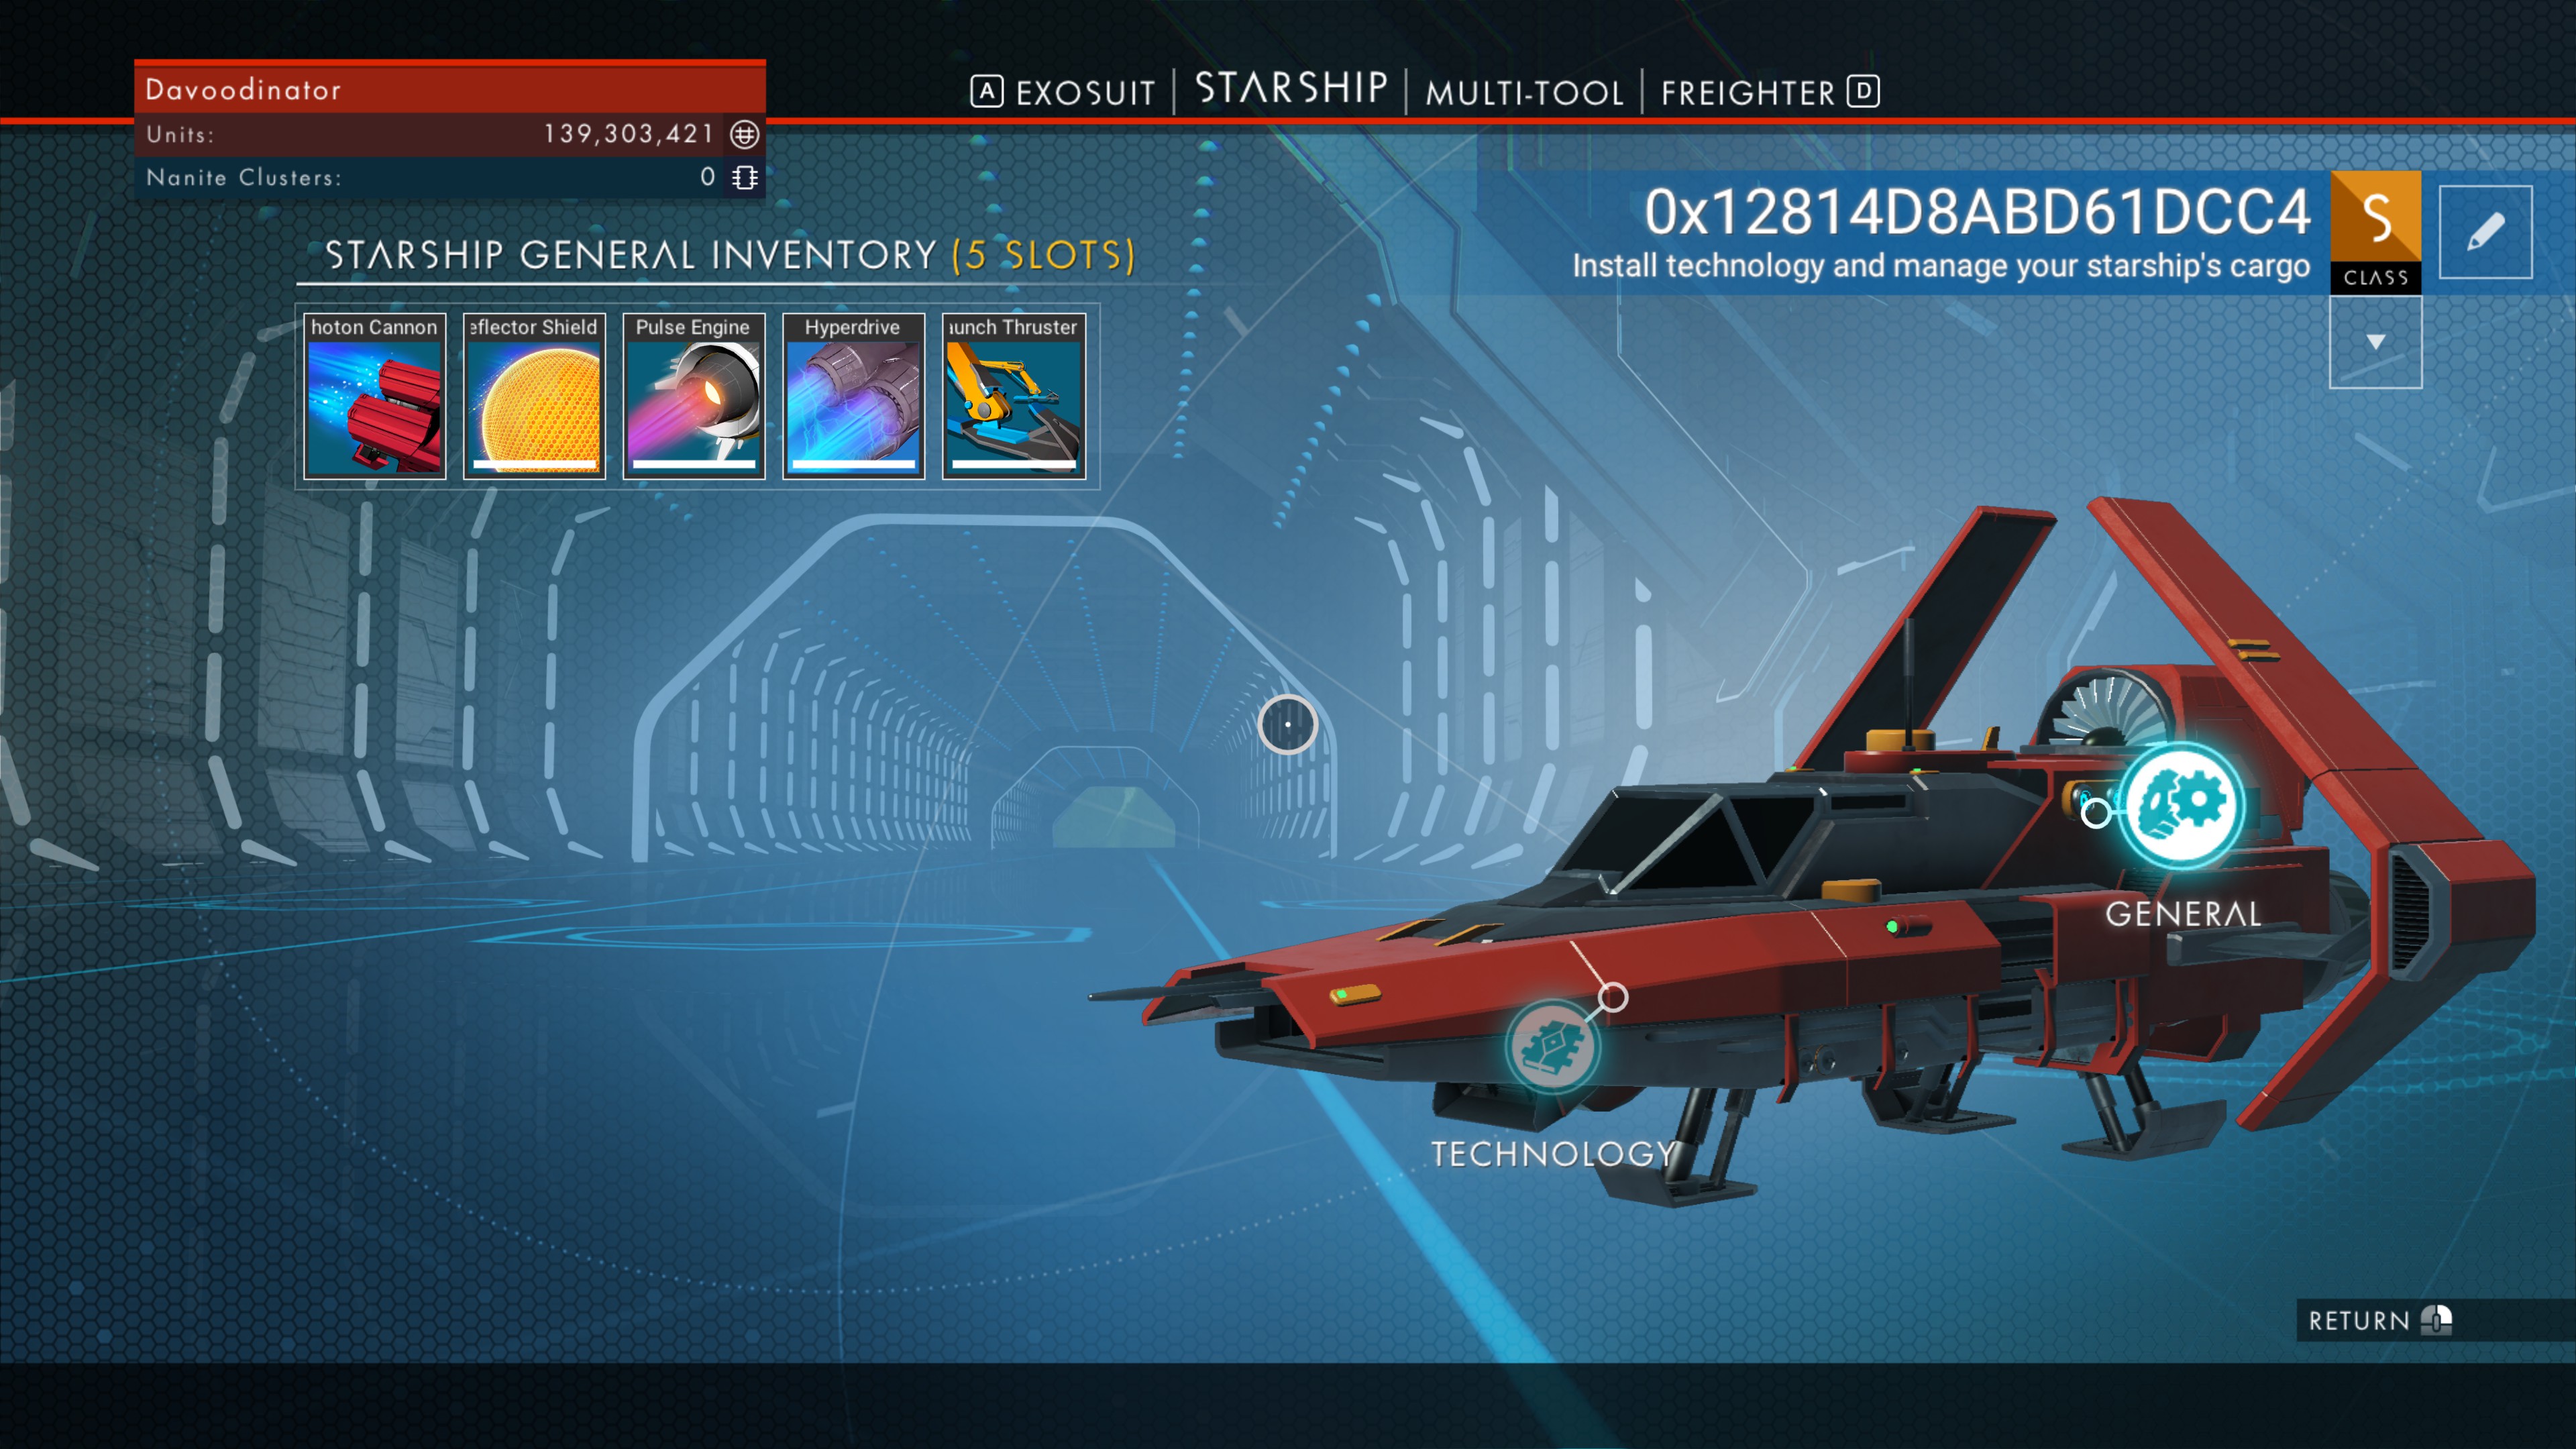 Davoodinator
Units: 139,303,421
Nanite Clusters: 0
A EXOSUIT STARSHIP MULTI-TOOL FREIGHTER D
0x12814D8ABD61DCC4
Install technology and manage your starship's cargo
S
CLASS
STARSHIP GENERAL INVENTORY (5 SLOTS)
hoton Cannon eflector Shield Pulse Engine Hyperdrive aunch Thruster
GENERAL
TECHNOLOGY
RETURN